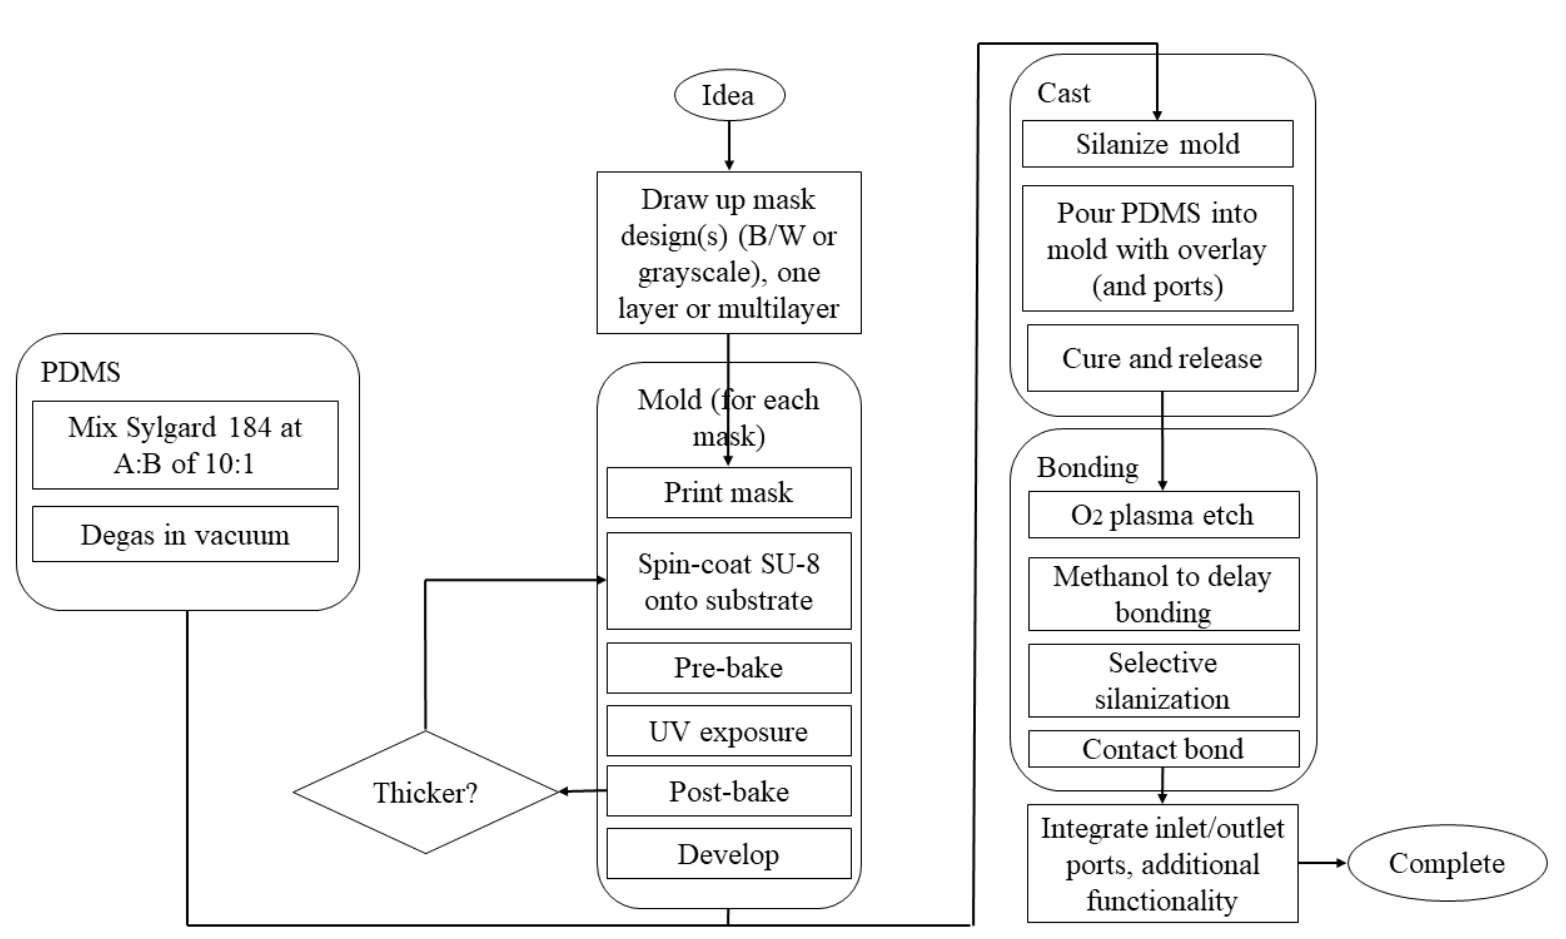 Idea
Draw up mask
design(s) (B/W or
grayscale), one
layer or multilayer
PDMS
Mix Sylgard 184 at
A:B of 10:1
Degas in vacuum
Mold (for each
mask)
Print mask
Spin-coat SU-8
onto substrate
Pre-bake
UV exposure
Post-bake
Develop
Thicker?
Cast
Silanize mold
Pour PDMS into
mold with overlay
(and ports)
Cure and release
Bonding
O2 plasma etch
Methanol to delay
bonding
Selective
silanization
Contact bond
Integrate inlet/outlet
ports, additional
functionality
Complete